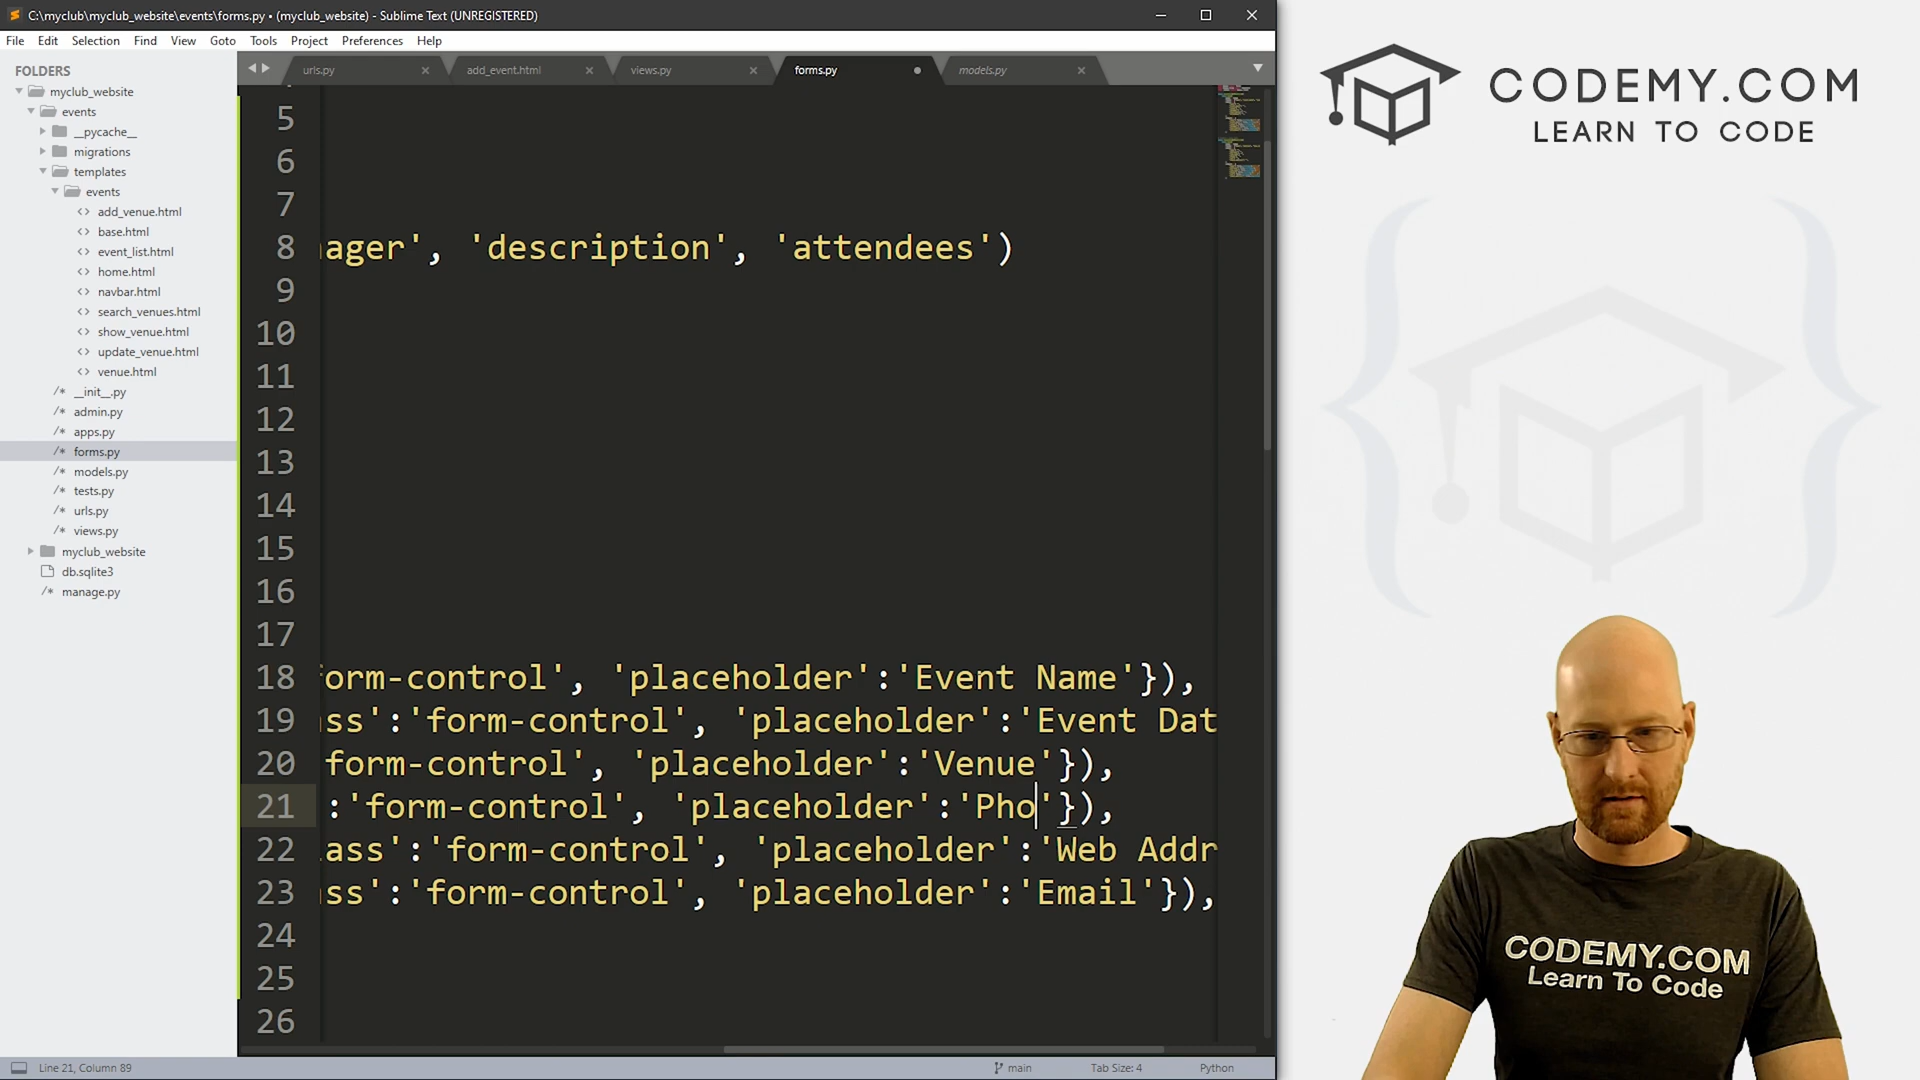 C:\myclub\myclub_website\events\forms.py • (myclub_website) - Sublime Text (UNREGISTERED)
File Edit Selection Find View Goto Tools Project Preferences Help
FOLDERS
myclub_website
events
__pycache__
migrations
templates
events
add_venue.html
base.html
event_list.html
home.html
navbar.html
search_venues.html
show_venue.html
update_venue.html
venue.html
__init__.py
admin.py
apps.py
forms.py
models.py
tests.py
urls.py
views.py
myclub_website
db.sqlite3
manage.py
urls.py add_event.html views.py forms.py models.py
5
6
7
8 ager', 'description', 'attendees')
9
10
11
12
13
14
15
16
17
18 form-control', 'placeholder':'Event Name'}),
19 ss':'form-control', 'placeholder':'Event Dat
20 form-control', 'placeholder':'Venue'}),
21 :'form-control', 'placeholder':'Pho'}),
22 ass':'form-control', 'placeholder':'Web Addr
23 ss':'form-control', 'placeholder':'Email'}),
24
25
26
Line 21, Column 89 main Tab Size: 4 Python
CODEMY.COM
LEARN TO CODE
CODEMY.COM
Learn To Code